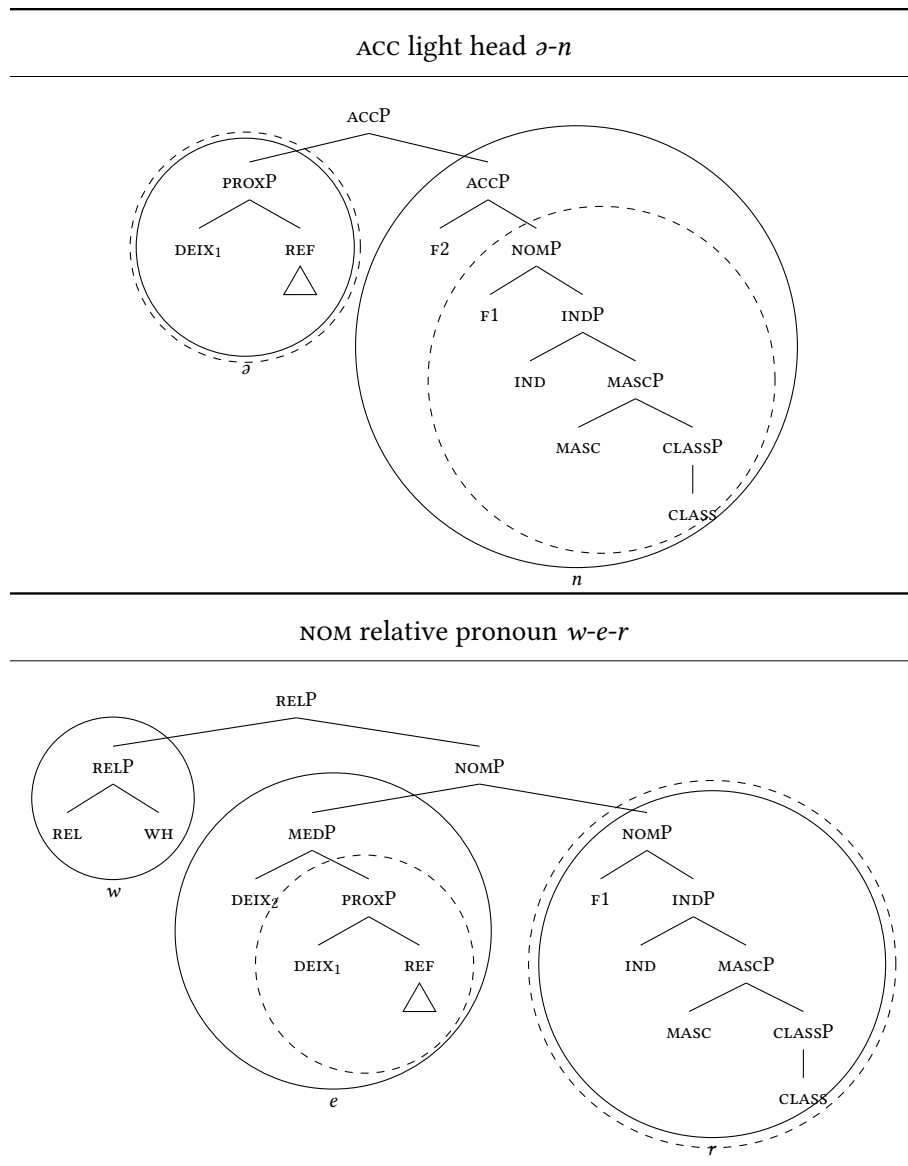 ACC light head ə-n
ACCP
PROXP ACCP
DEIX₁ REF F2 NOMP
F1 INDP
ə
IND MASCP
MASC CLASSP
CLASS
n
NOM relative pronoun w-e-r
RELP
RELP NOMP
REL WH MEDP NOMP
w DEIX₂ PROXP F1 INDP
DEIX₁ REF IND MASCP
MASC CLASSP
e CLASS
r